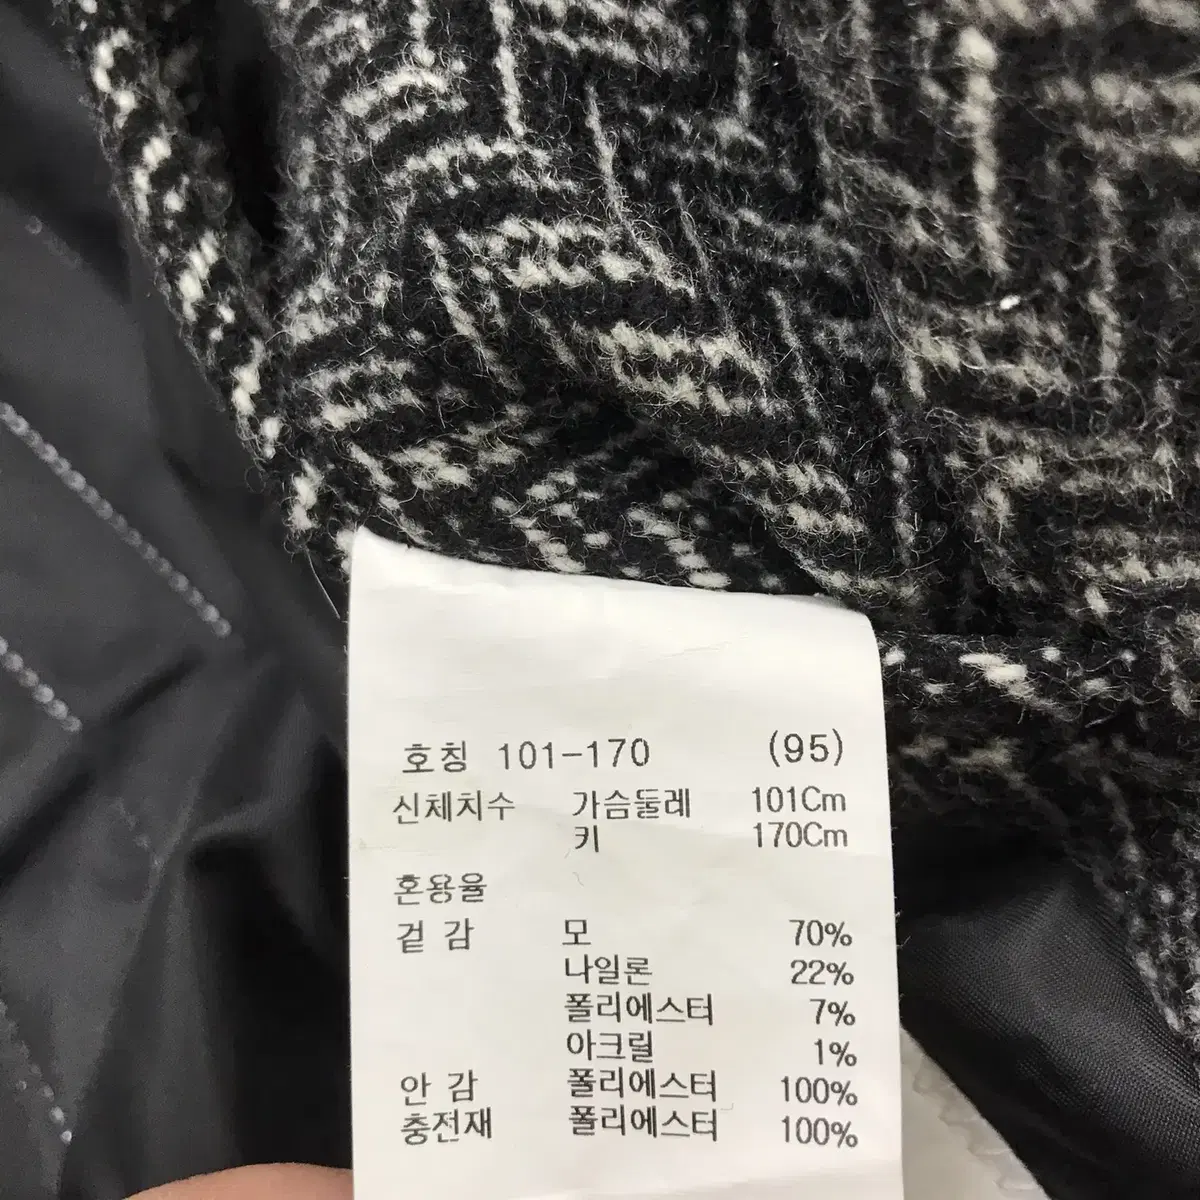 호칭 101-170 (95)
신체치수 가슴둘레 101Cm
키 170Cm
혼용율
겉 감 모 70%
나일론 22%
폴리에스터 7%
아크릴 1%
안 감 폴리에스터 100%
충전재 폴리에스터 100%